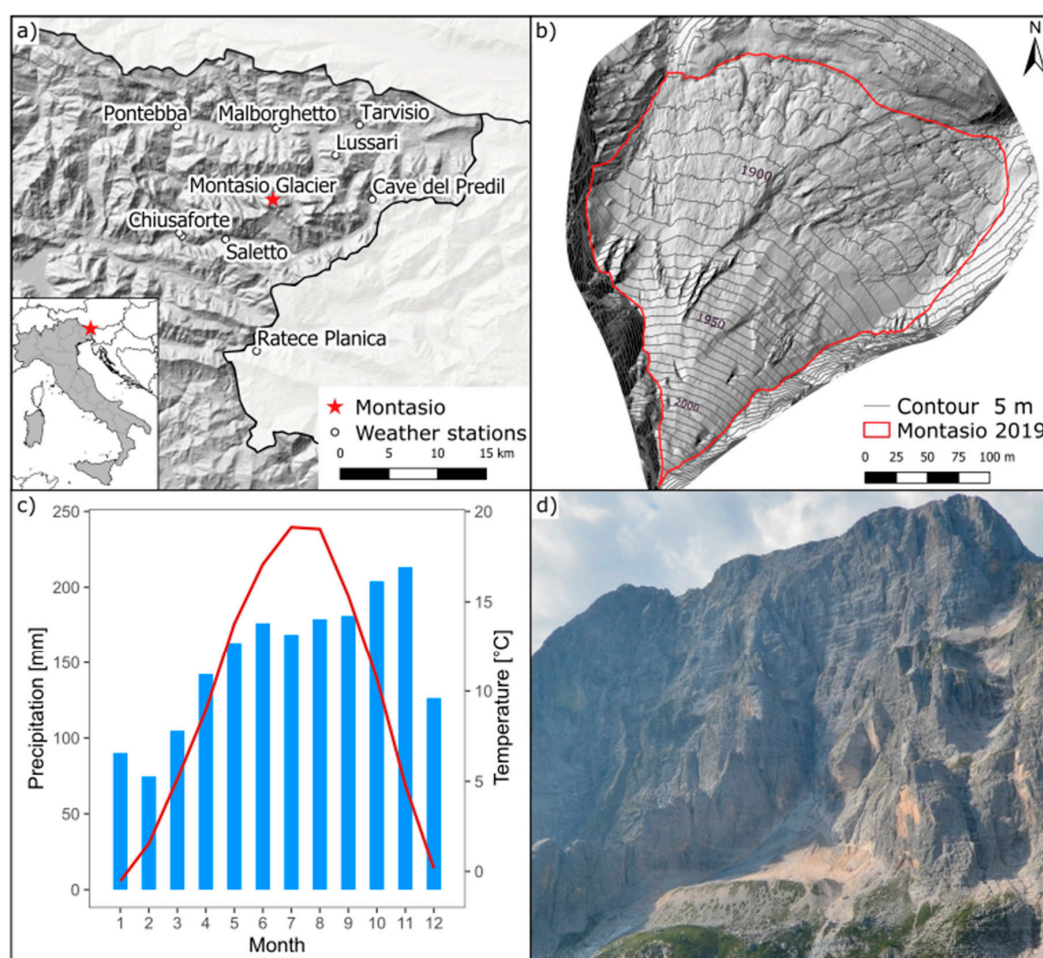 a)
Pontebba
Malborghetto
Tarvisio
Lussari
Montasio Glacier
Cave del Predil
Chiusaforte
Saletto
Ratece Planica
Montasio
Weather stations
0 5 10 15 km
b)
N
1900
1950
2000
Contour 5 m
Montasio 2019
0 25 50 75 100 m
c)
Precipitation [mm]
250
200
150
100
50
0
20
15
10
5
0
Temperature [°C]
1 2 3 4 5 6 7 8 9 10 11 12
Month
d)